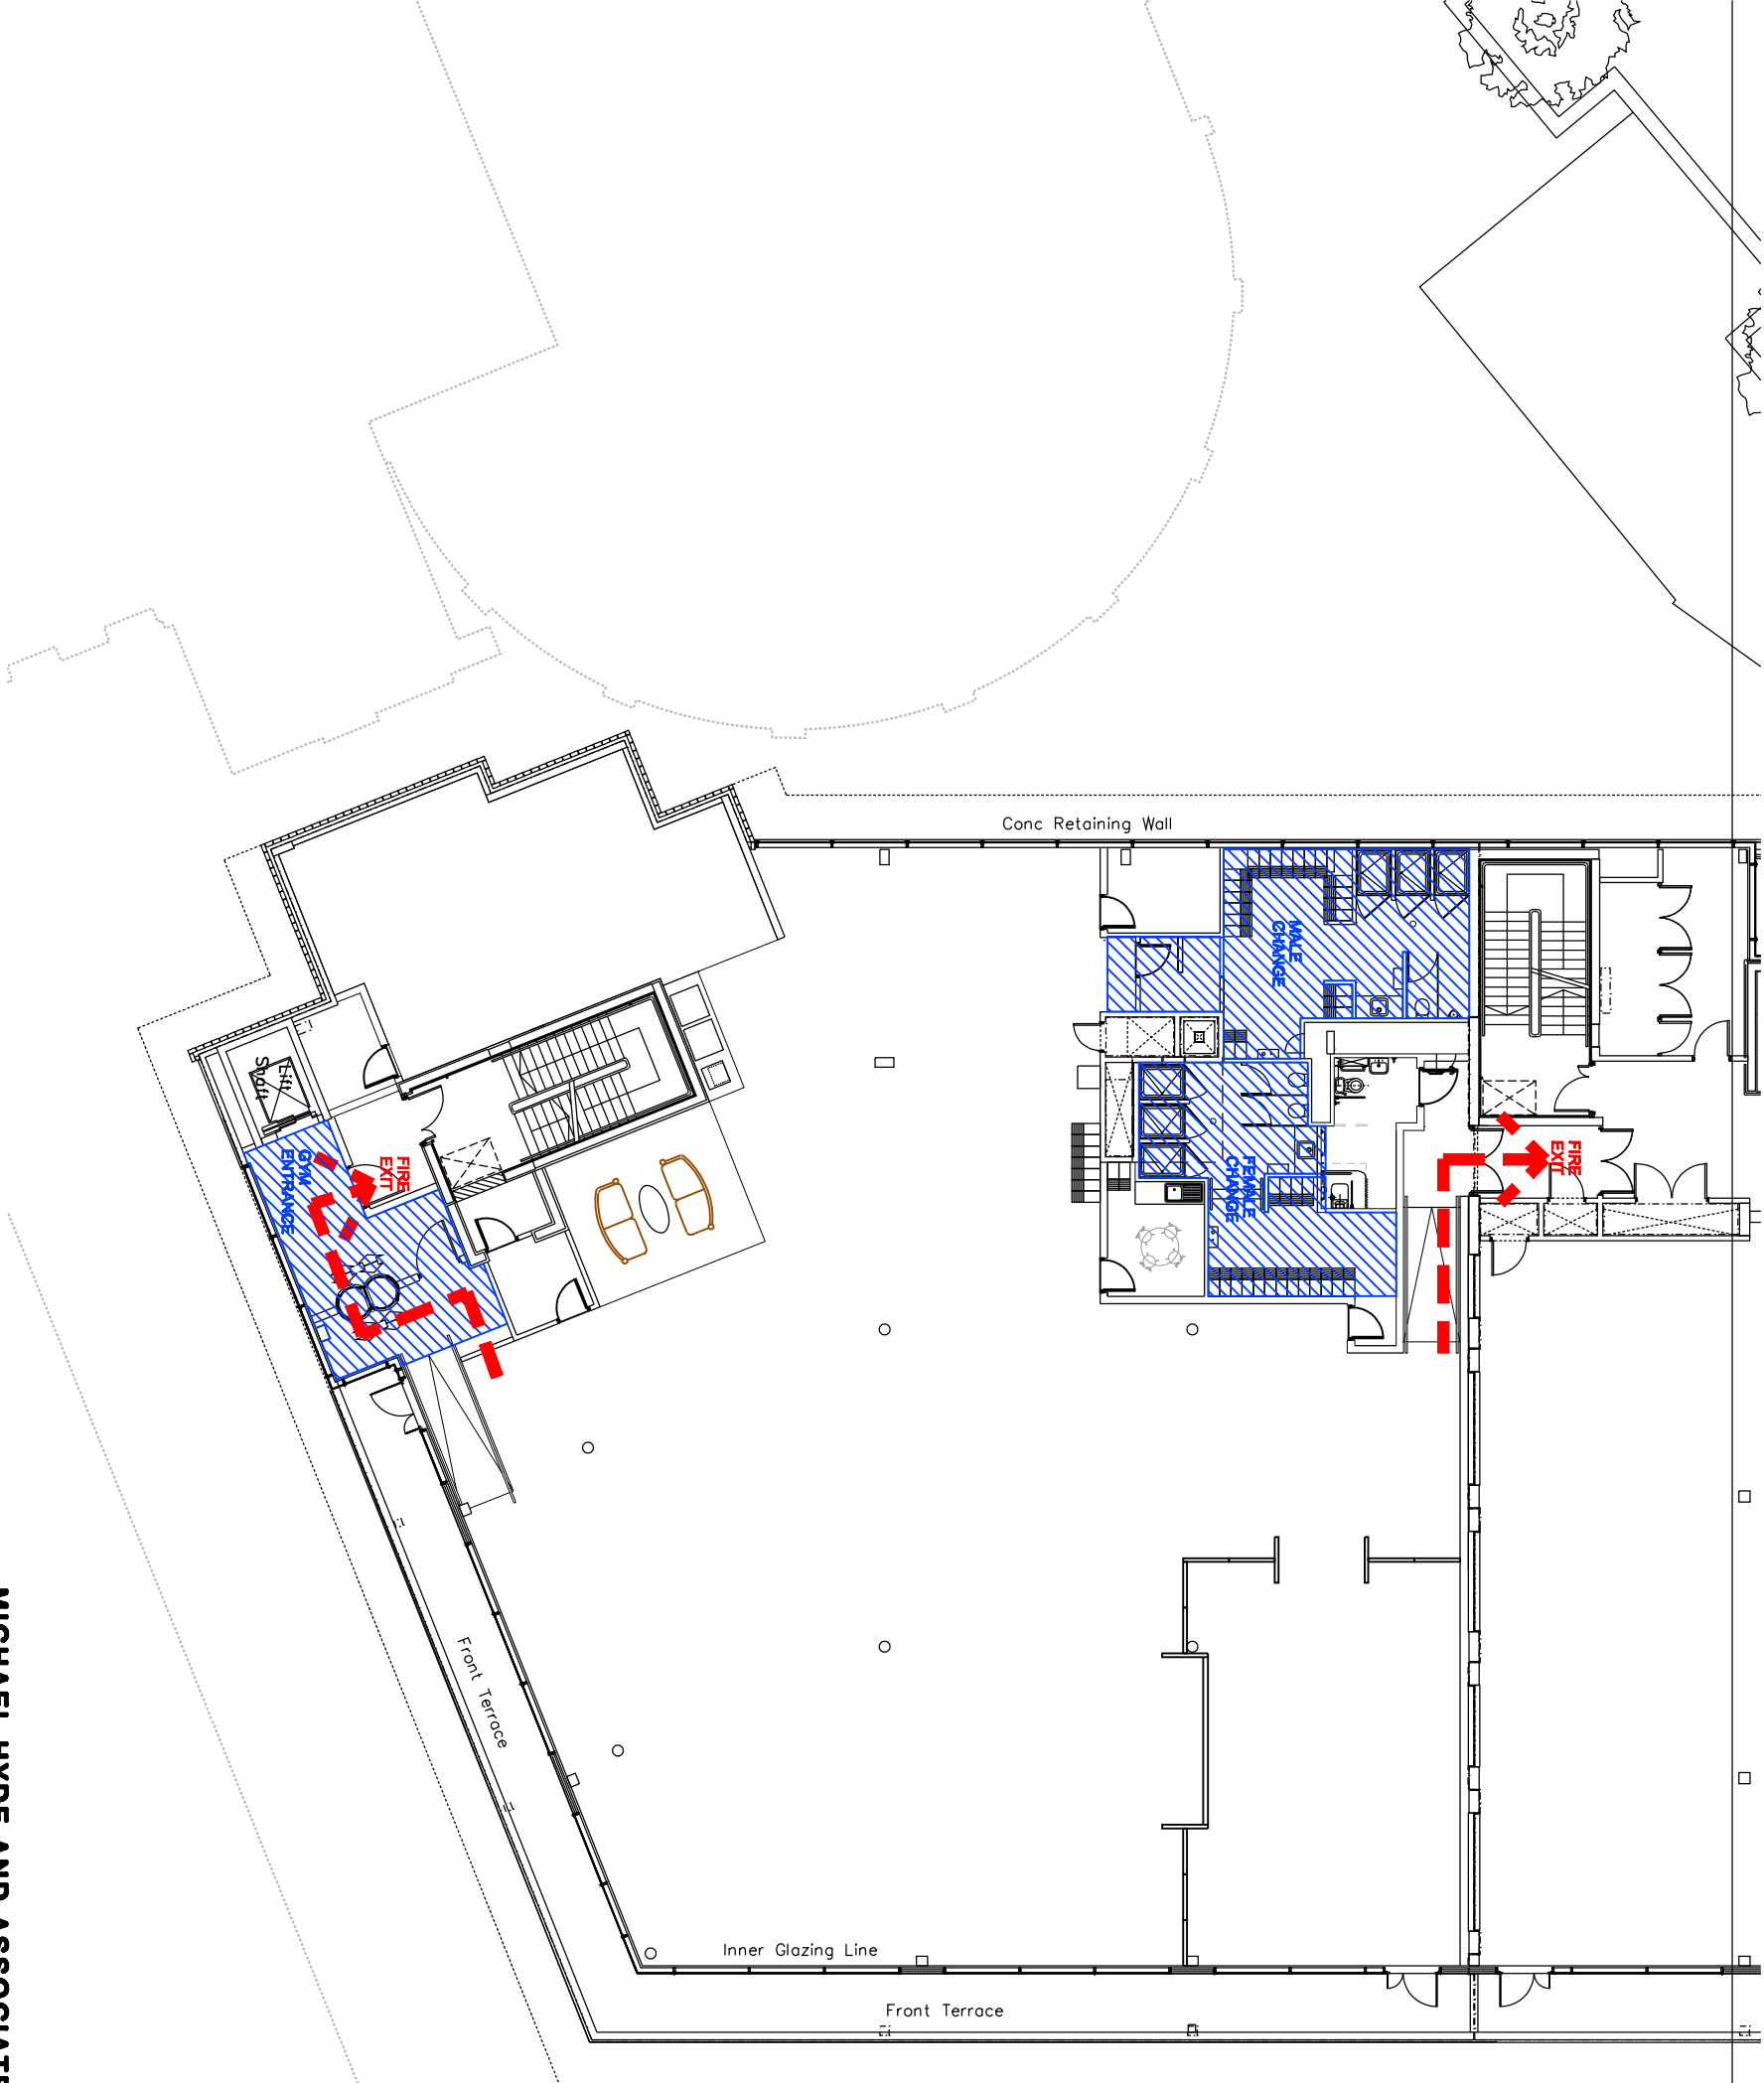 Conc Retaining Wall
MALE
CHANGE
Lift
Shaft
GYM
ENTRANCE
FIRE
EXIT
FEMALE
CHANGE
FIRE
EXIT
Front Terrace
Inner Glazing Line
Front Terrace
MICHAEL HYDE AND